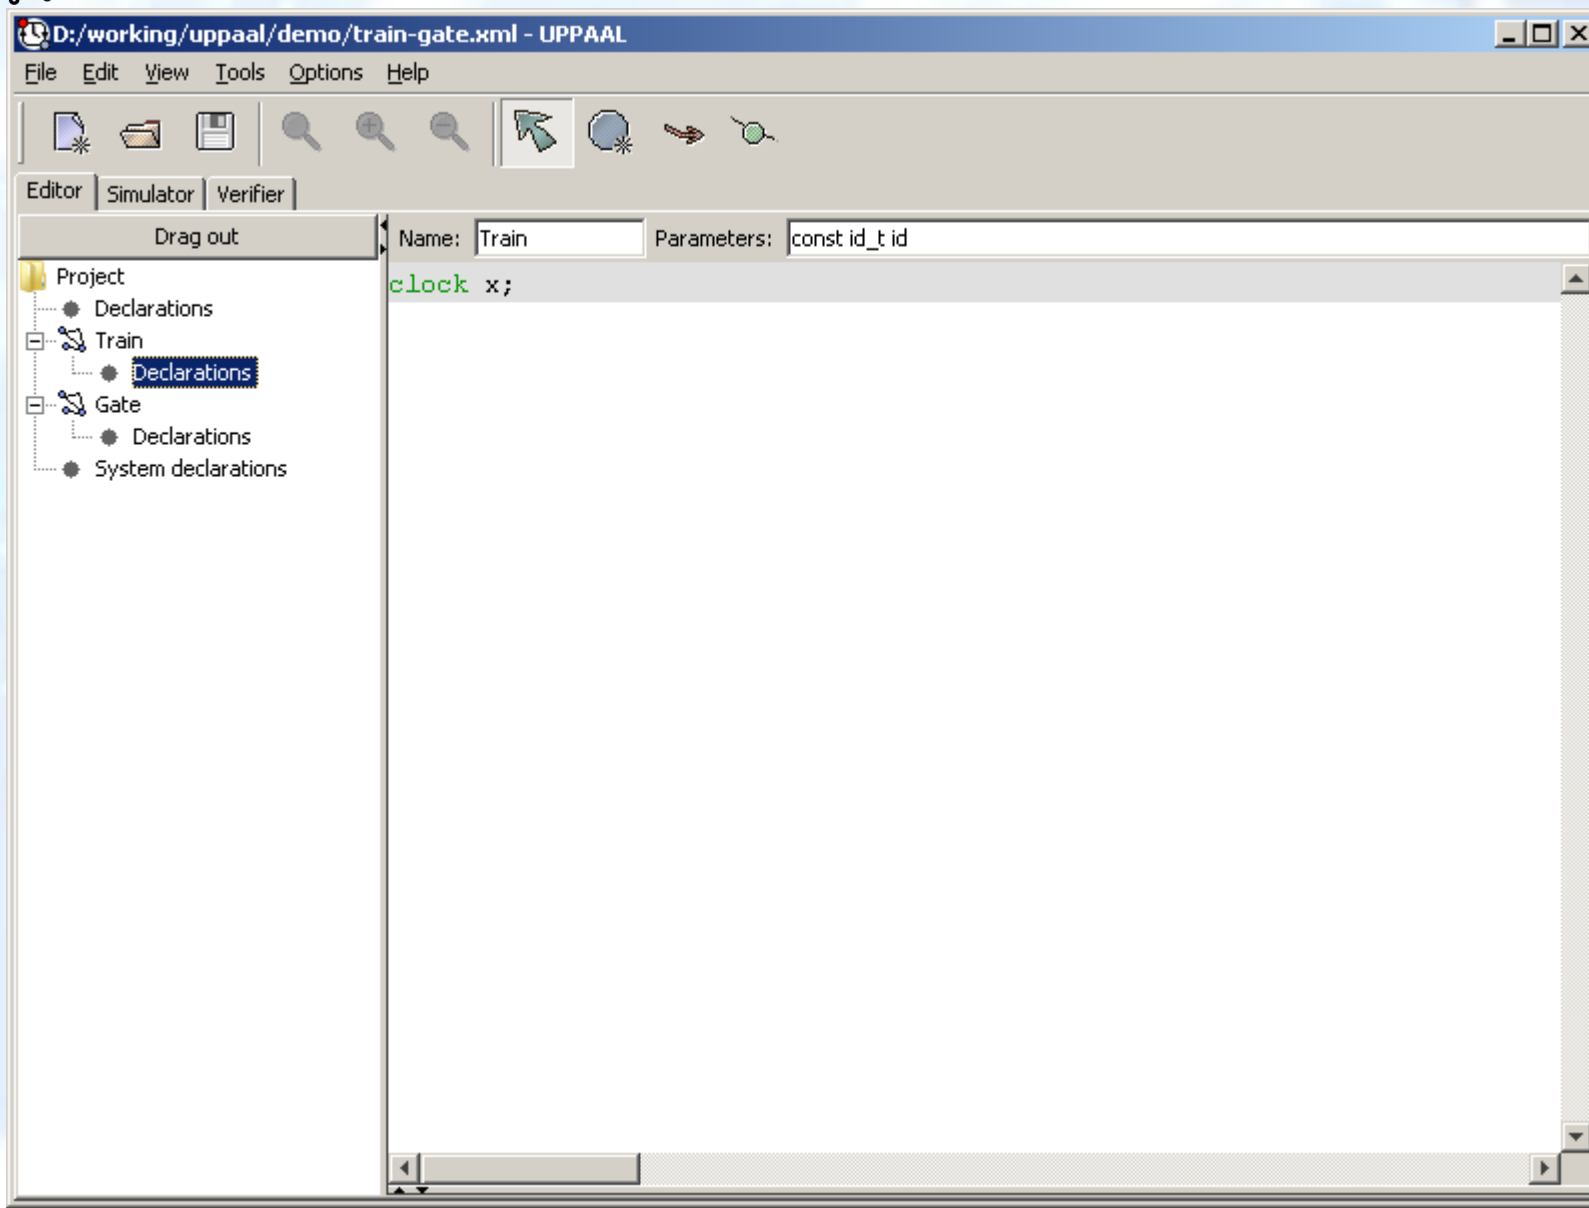 D:/working/uppaal/demo/train-gate.xml - UPPAAL
File Edit View Tools Options Help
Editor Simulator Verifier
Drag out
Name: Train Parameters: const id_t id
Project
Declarations
Train
Declarations
Gate
Declarations
System declarations
clock x;